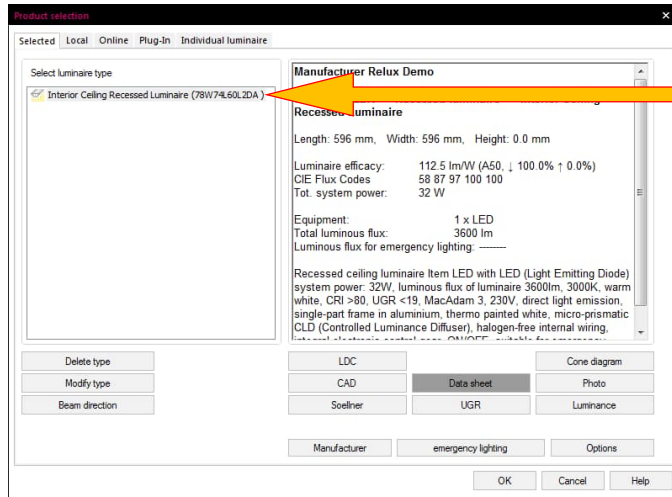 Product selection
Selected Local Online Plug-In Individual luminaire
Select luminaire type
Interior Ceiling Recessed Luminaire (78W74L60L2DA )
Manufacturer Relux Demo
Recessed Luminaire
Length: 596 mm, Width: 596 mm, Height: 0.0 mm
Luminaire efficacy: 112.5 lm/W (A50, ↓ 100.0% ↑ 0.0%)
CIE Flux Codes 58 87 97 100 100
Tot. system power: 32 W
Equipment: 1 x LED
Total luminous flux: 3600 lm
Luminous flux for emergency lighting: --------
Recessed ceiling luminaire Item LED with LED (Light Emitting Diode)
system power: 32W, luminous flux of luminaire 3600lm, 3000K, warm
white, CRI >80, UGR <19, MacAdam 3, 230V, direct light emission,
single-part frame in aluminium, thermo painted white, micro-prismatic
CLD (Controlled Luminance Diffuser), halogen-free internal wiring,
Delete type LDC Cone diagram
Modify type CAD Data sheet Photo
Beam direction Soellner UGR Luminance
Manufacturer emergency lighting Options
OK Cancel Help